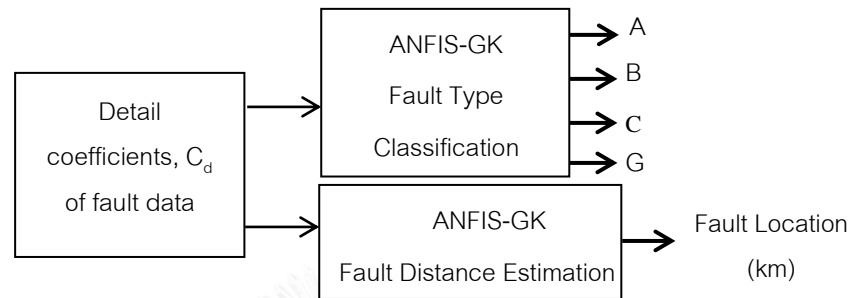 Detail
coefficients, Cd
of fault data
ANFIS-GK
Fault Type
Classification
A
B
C
G
ANFIS-GK
Fault Distance Estimation
Fault Location
(km)